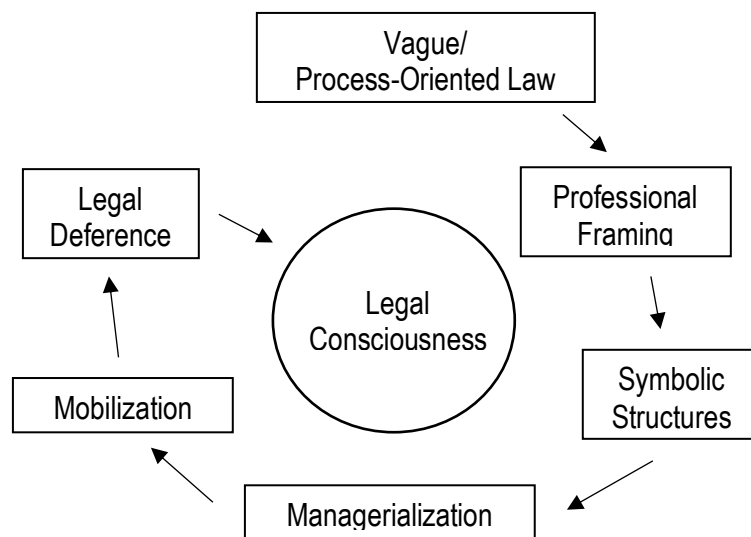 Vague/
Process-Oriented Law
Professional
Framing
Symbolic
Structures
Managerialization
Mobilization
Legal
Deference
Legal
Consciousness